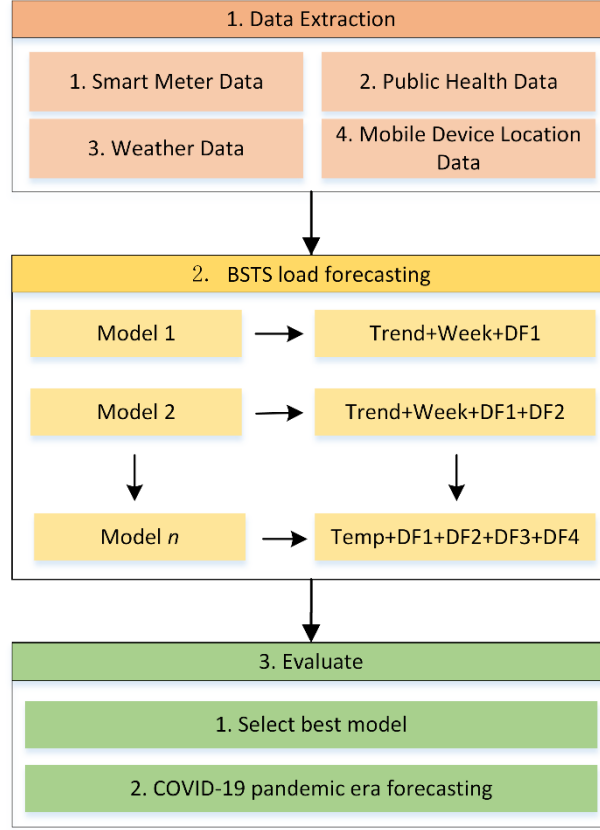 1. Data Extraction
1. Smart Meter Data
2. Public Health Data
3. Weather Data
4. Mobile Device Location
Data
2. BSTS load forecasting
Model 1
Trend+Week+DF1
Model 2
Trend+Week+DF1+DF2
Model n
Temp+DF1+DF2+DF3+DF4
3. Evaluate
1. Select best model
2. COVID-19 pandemic era forecasting